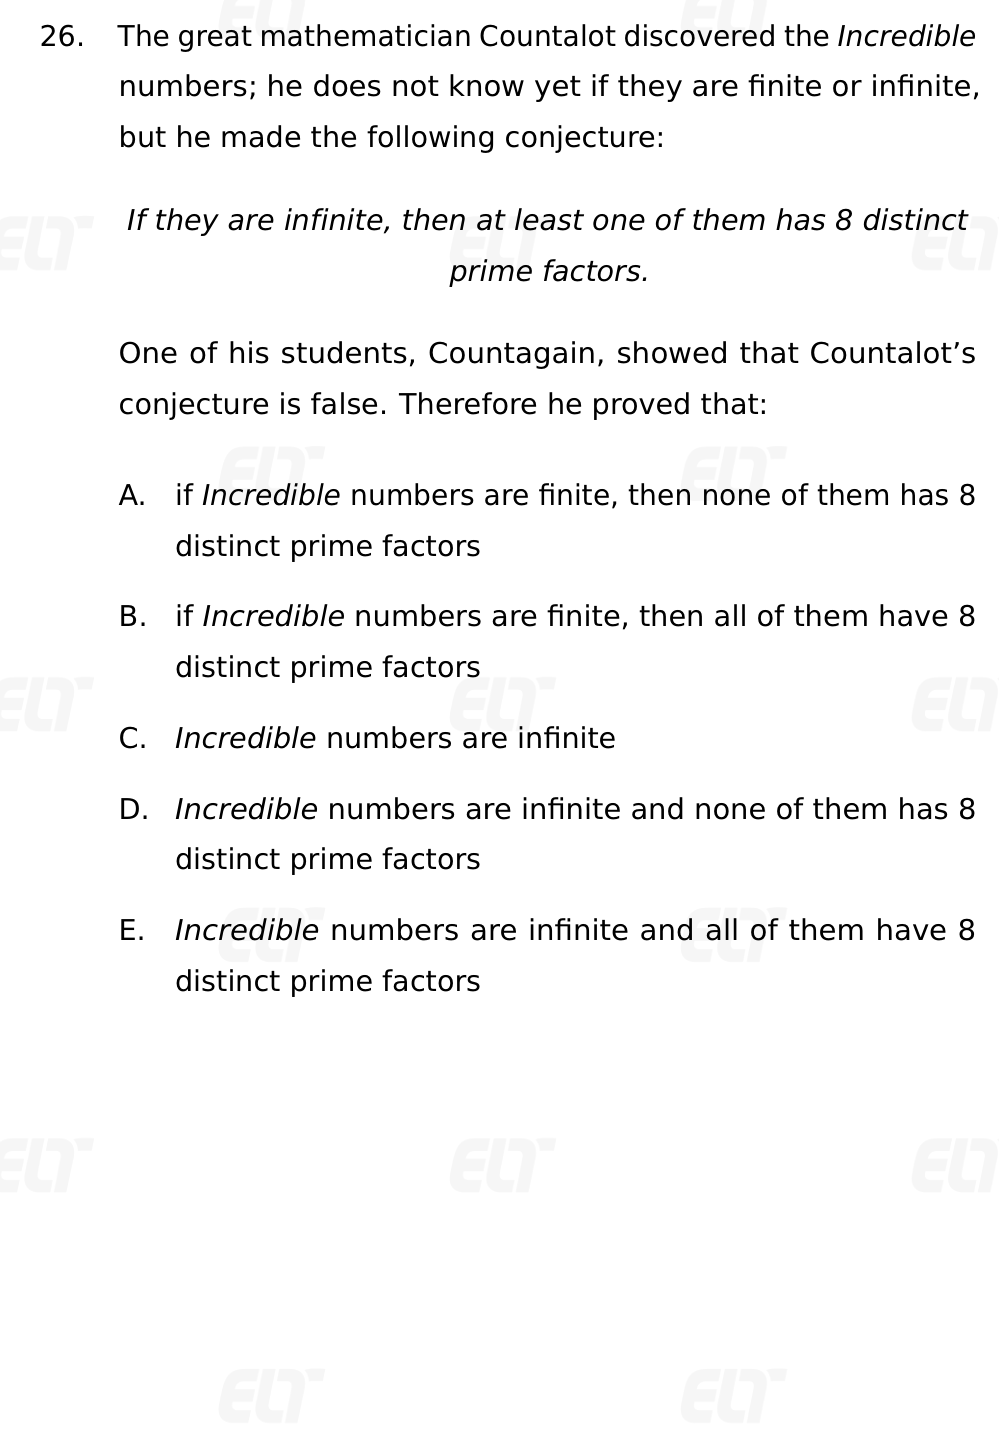 26. The great mathematician Countalot discovered the Incredible
numbers; he does not know yet if they are finite or infinite,
but he made the following conjecture:
If they are infinite, then at least one of them has 8 distinct
prime factors.
One of his students, Countagain, showed that Countalot’s
conjecture is false. Therefore he proved that:
A. if Incredible numbers are finite, then none of them has 8
distinct prime factors
B. if Incredible numbers are finite, then all of them have 8
distinct prime factors
C. Incredible numbers are infinite
D. Incredible numbers are infinite and none of them has 8
distinct prime factors
E. Incredible numbers are infinite and all of them have 8
distinct prime factors